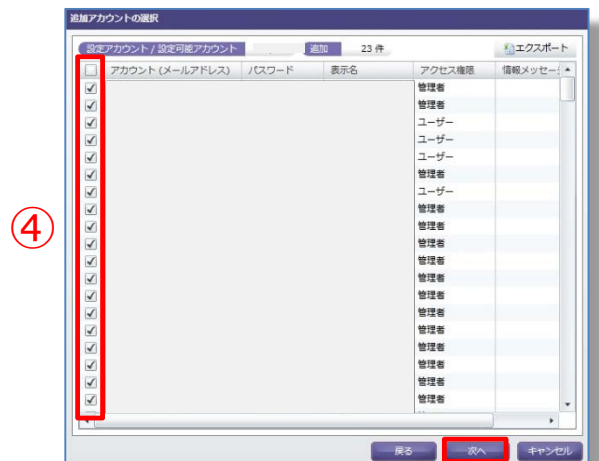 追加アカウントの選択
設定アカウント / 設定可能アカウント 追加 23 件 エクスポート
アカウント (メールアドレス) パスワード 表示名 アクセス権限 情報メッセー
管理者
管理者
ユーザー
ユーザー
ユーザー
管理者
ユーザー
管理者
管理者
管理者
管理者
管理者
管理者
管理者
管理者
管理者
管理者
管理者
管理者
④
戻る 次へ キャンセル